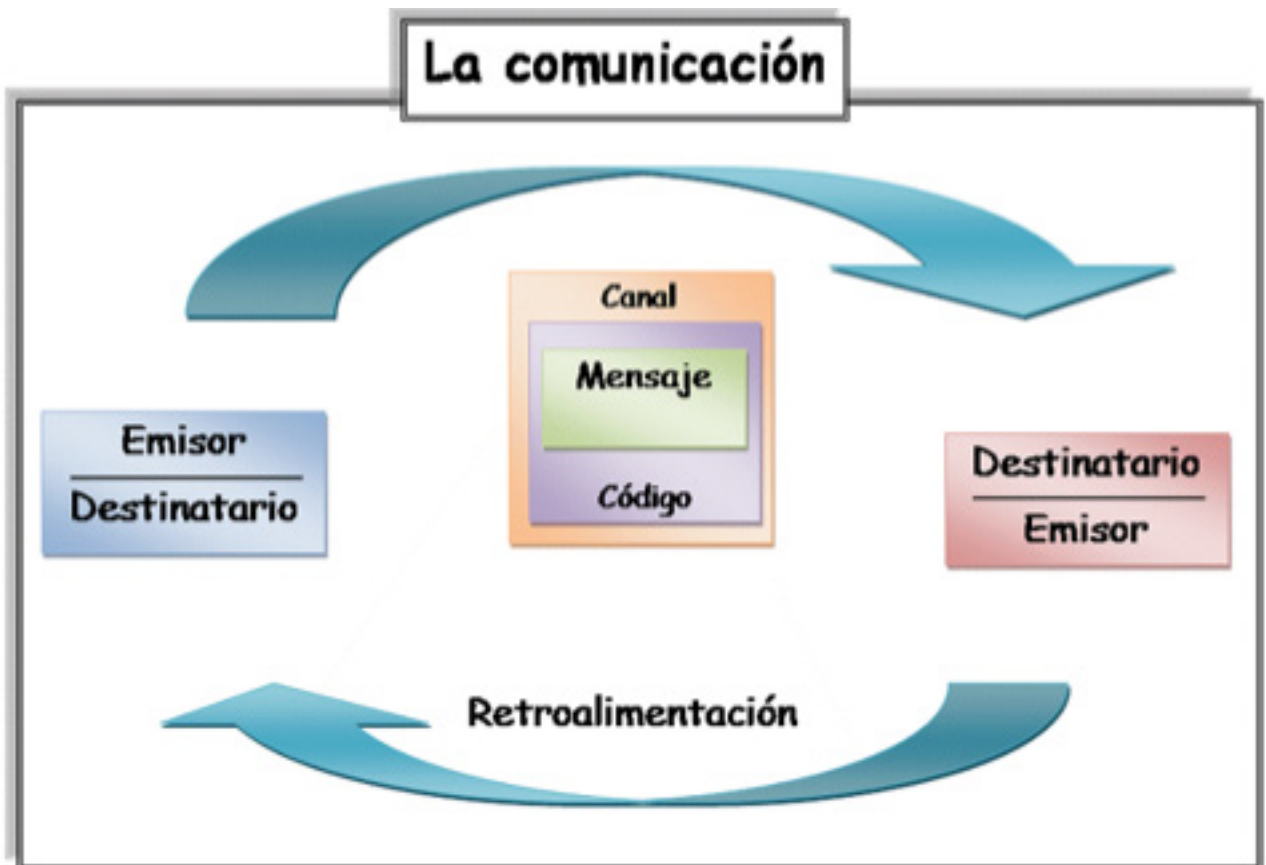 La comunicación
Canal
Mensaje
Código
Emisor
Destinatario
Destinatario
Emisor
Retroalimentación